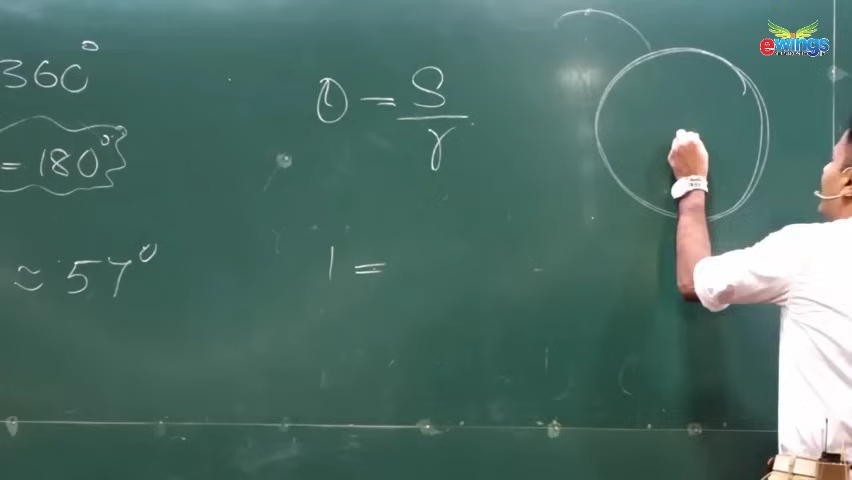 360°
= 180°
≈ 57°
θ = S/r
1 =
ewings